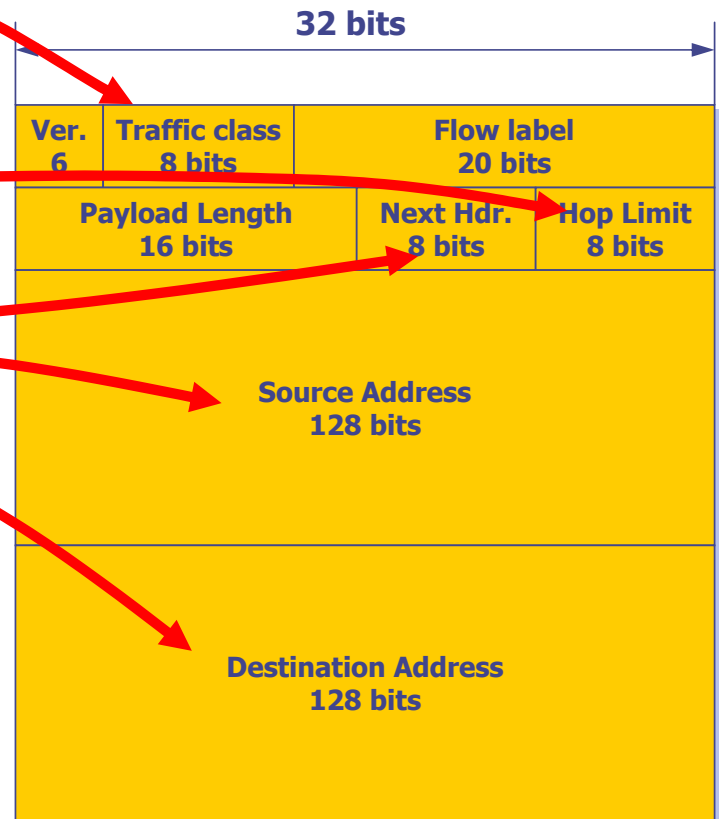 32 bits
Ver. Traffic class Flow label
6 8 bits 20 bits
Payload Length Next Hdr. Hop Limit
16 bits 8 bits 8 bits
Source Address
128 bits
Destination Address
128 bits